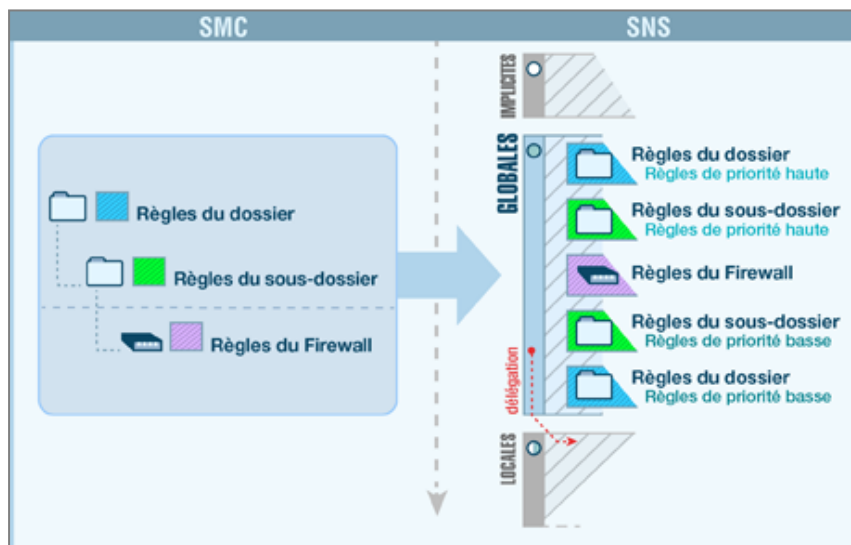 SMC
SNS
Règles du dossier
Règles du sous-dossier
Règles du Firewall
IMPLICITES
GLOBALES
Règles du dossier
Règles de priorité haute
Règles du sous-dossier
Règles de priorité haute
Règles du Firewall
Règles du sous-dossier
Règles de priorité basse
Règles du dossier
Règles de priorité basse
délégation
LOCALES